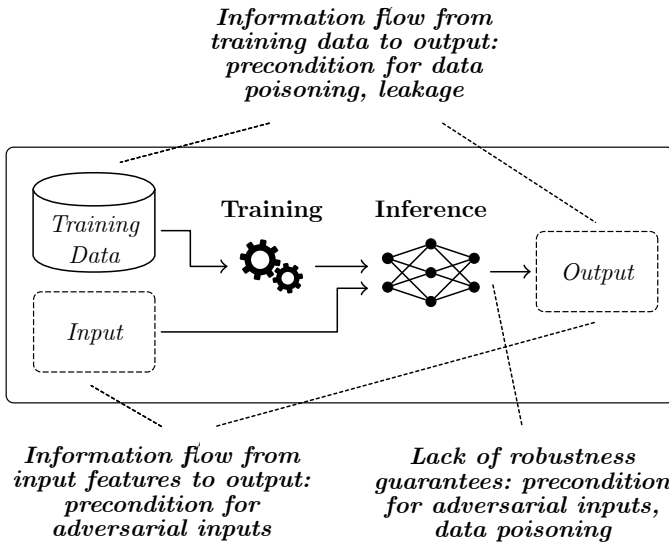 Information flow from
training data to output:
precondition for data
poisoning, leakage
Training
Data
Training
Inference
Output
Input
Information flow from
input features to output:
precondition for
adversarial inputs
Lack of robustness
guarantees: precondition
for adversarial inputs,
data poisoning